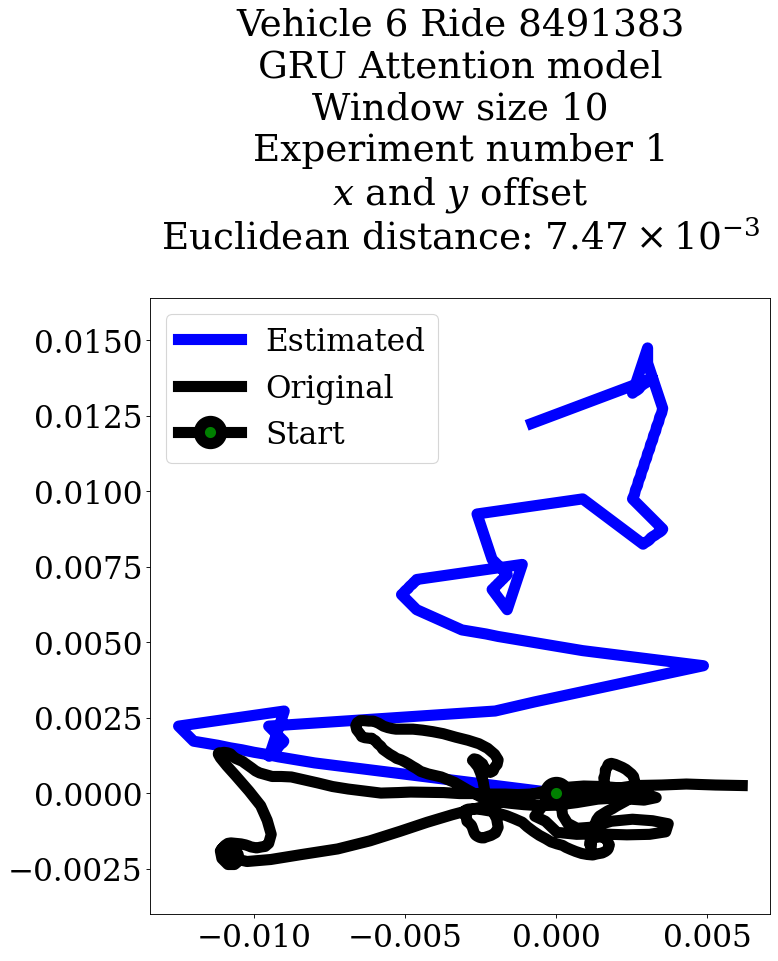 Vehicle 6 Ride 8491383
GRU Attention model
Window size 10
Experiment number 1
x and y offset
Euclidean distance: 7.47 × 10⁻³
Estimated
Original
Start
0.0150
0.0125
0.0100
0.0075
0.0050
0.0025
0.0000
−0.0025
−0.010 −0.005 0.000 0.005